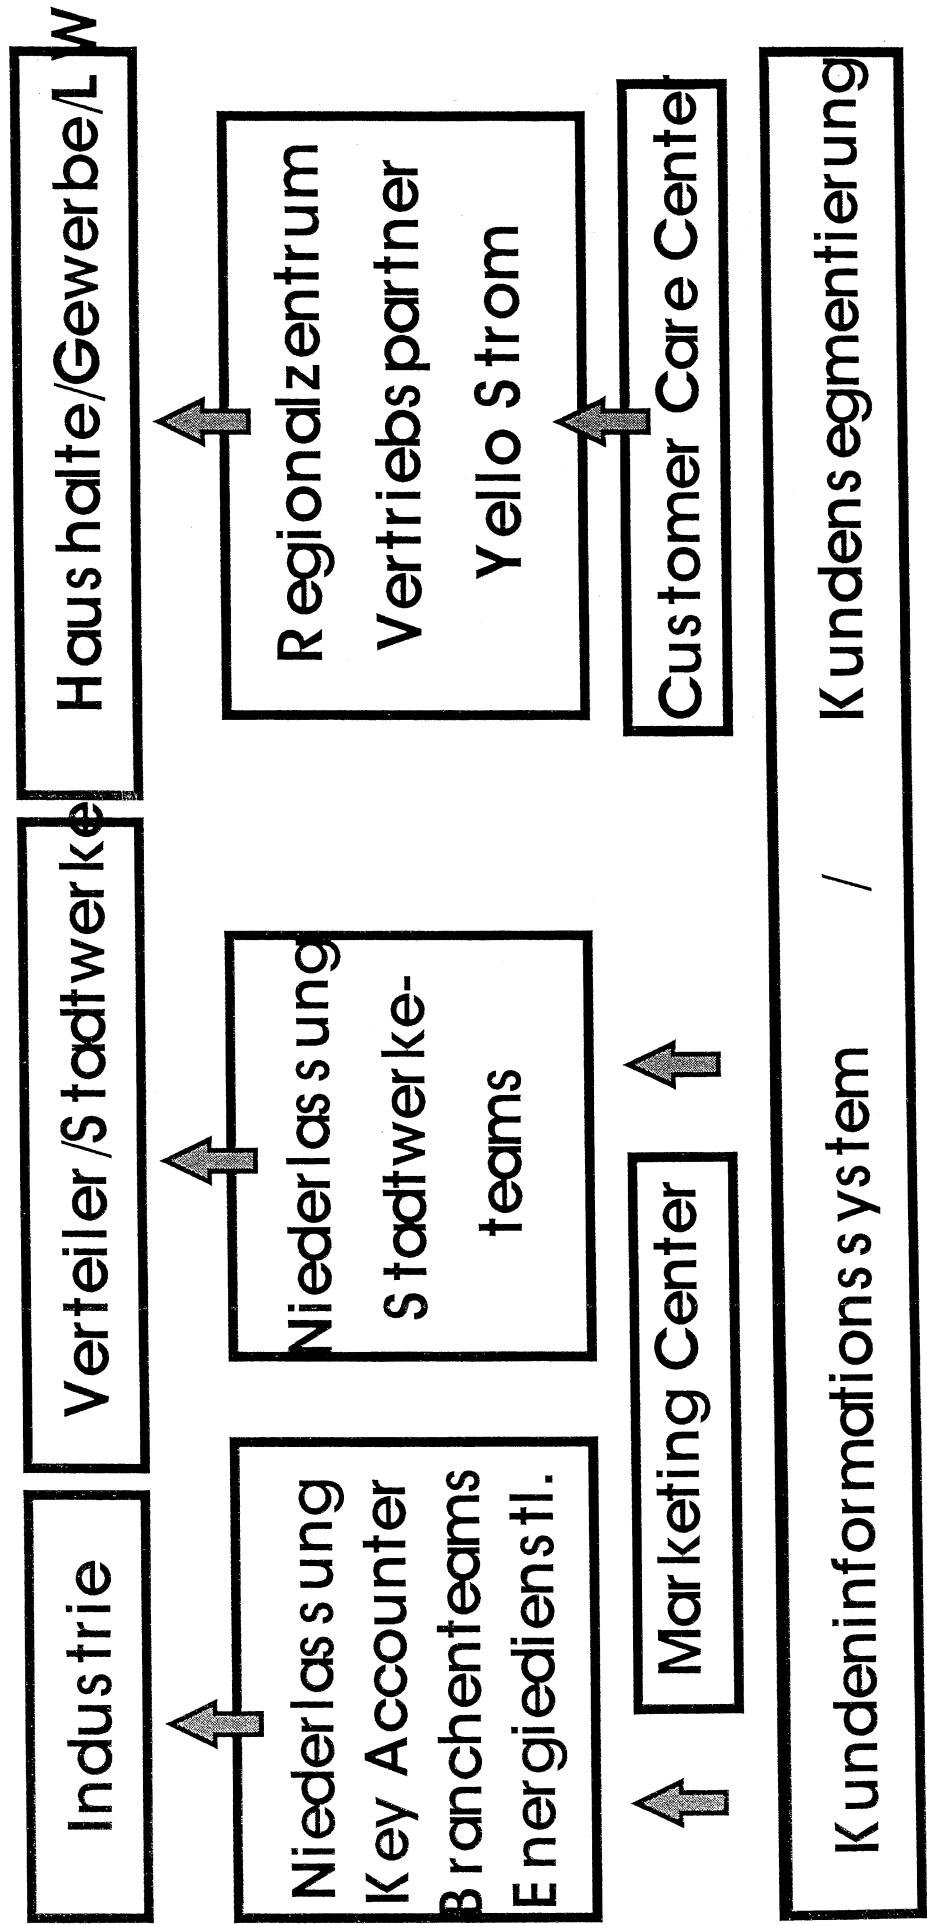 Industrie
Verteiler/Stadtwerke
Haushalte/Gewerbe/LW
Niederlassung
Key Accounter
Branchenteams
Energiedienstl.
Niederlassung
Stadtwerke-
teams
Regionalzentrum
Vertriebspartner
Yello Strom
Marketing Center
Customer Care Center
Kundeninformationssystem / Kundensegmentierung